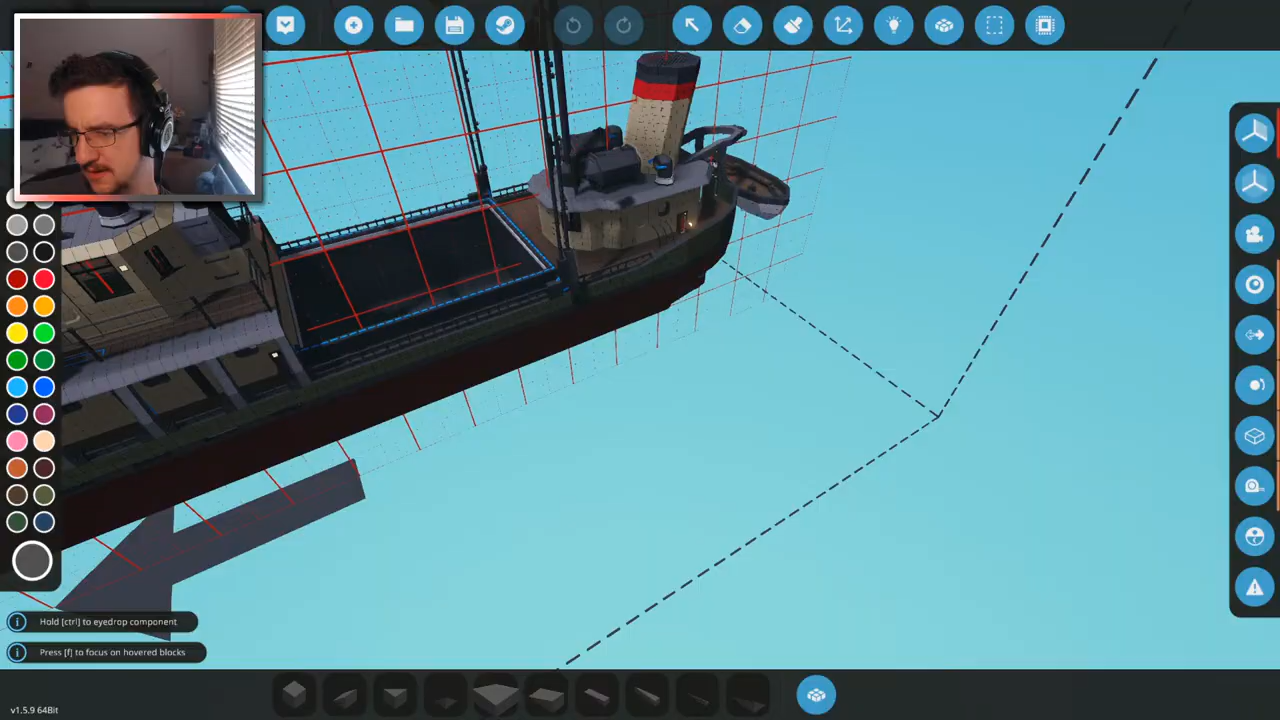 Hold [ctrl] to eyedrop component
Press [f] to focus on hovered blocks
v1.5.9 64Bit